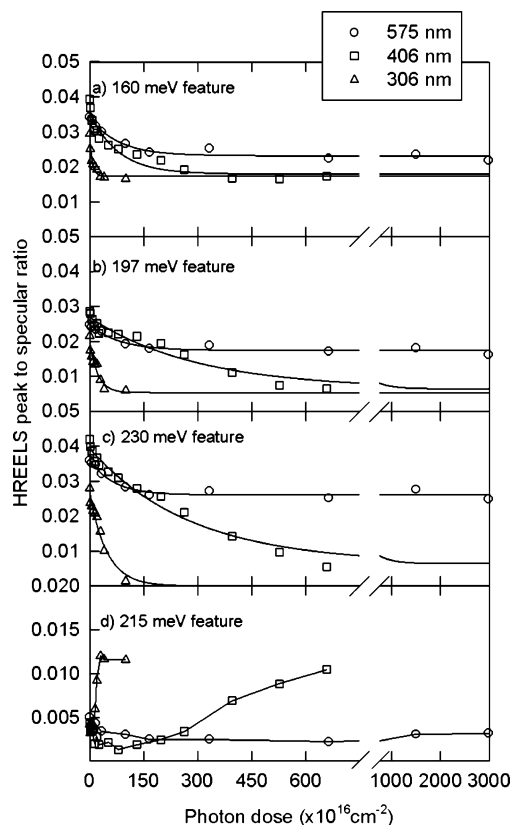 575 nm
406 nm
306 nm
0.05
a) 160 meV feature
0.04
0.03
0.02
0.01
0.05
b) 197 meV feature
0.04
0.03
0.02
0.01
0.05
c) 230 meV feature
0.04
0.03
0.02
0.01
0.020
d) 215 meV feature
0.015
0.010
0.005
HREELS peak to specular ratio
0 150 300 450 600 1000 2000 3000
Photon dose (x10¹⁶cm⁻²)